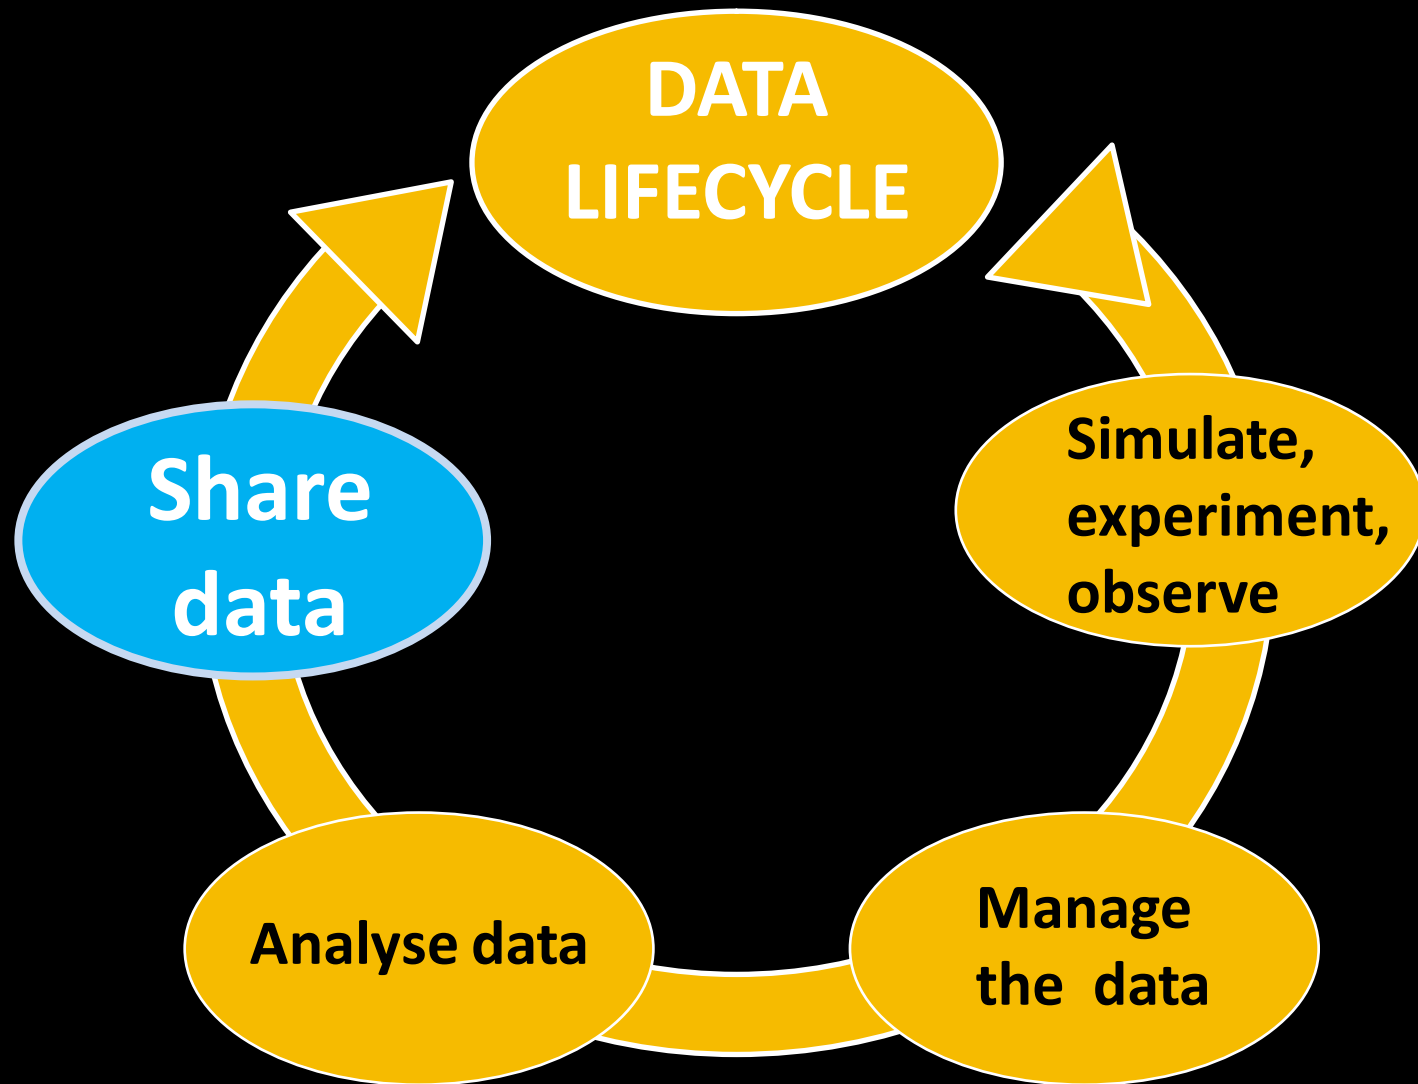 DATA
LIFECYCLE
Simulate,
experiment,
observe
Manage
the data
Analyse data
Share
data